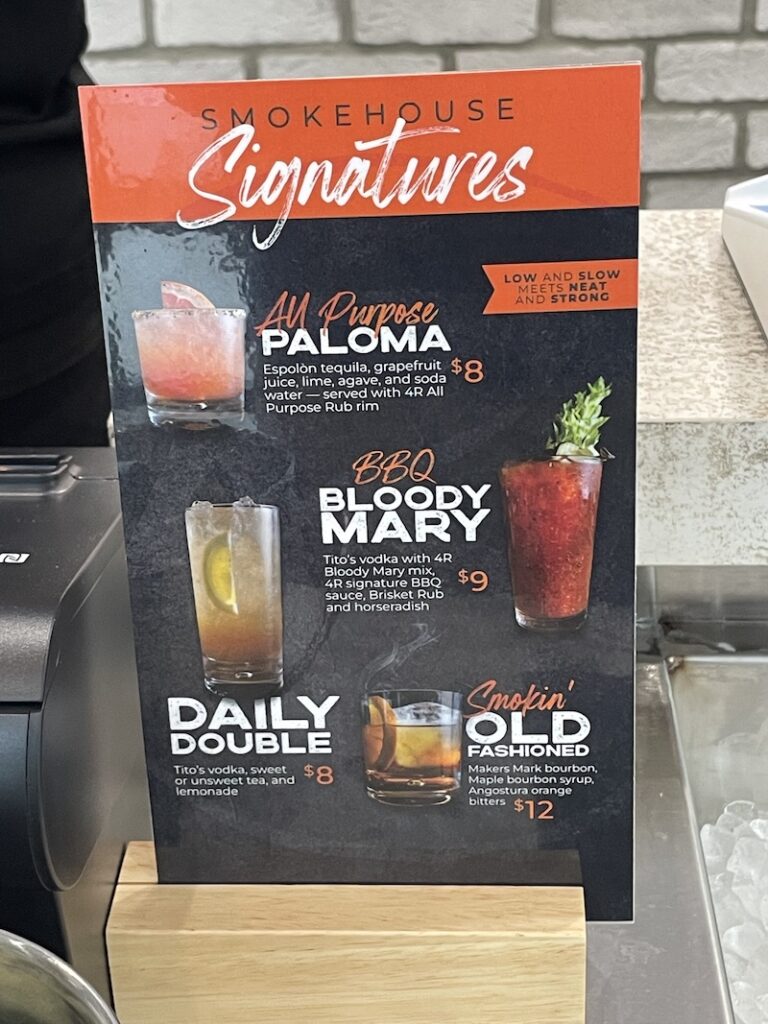 SMOKEHOUSE
Signatures
LOW AND SLOW
MEETS NEAT
AND STRONG
All Purpose
PALOMA
Espolòn tequila, grapefruit
juice, lime, agave, and soda
water — served with 4R All
Purpose Rub rim
$8
BBQ
BLOODY
MARY
Tito's vodka with 4R
Bloody Mary mix,
4R signature BBQ
sauce, Brisket Rub
and horseradish
$9
DAILY
DOUBLE
Tito's vodka, sweet
or unsweet tea, and
lemonade
$8
Smokin'
OLD
FASHIONED
Makers Mark bourbon,
Maple bourbon syrup,
Angostura orange
bitters $12